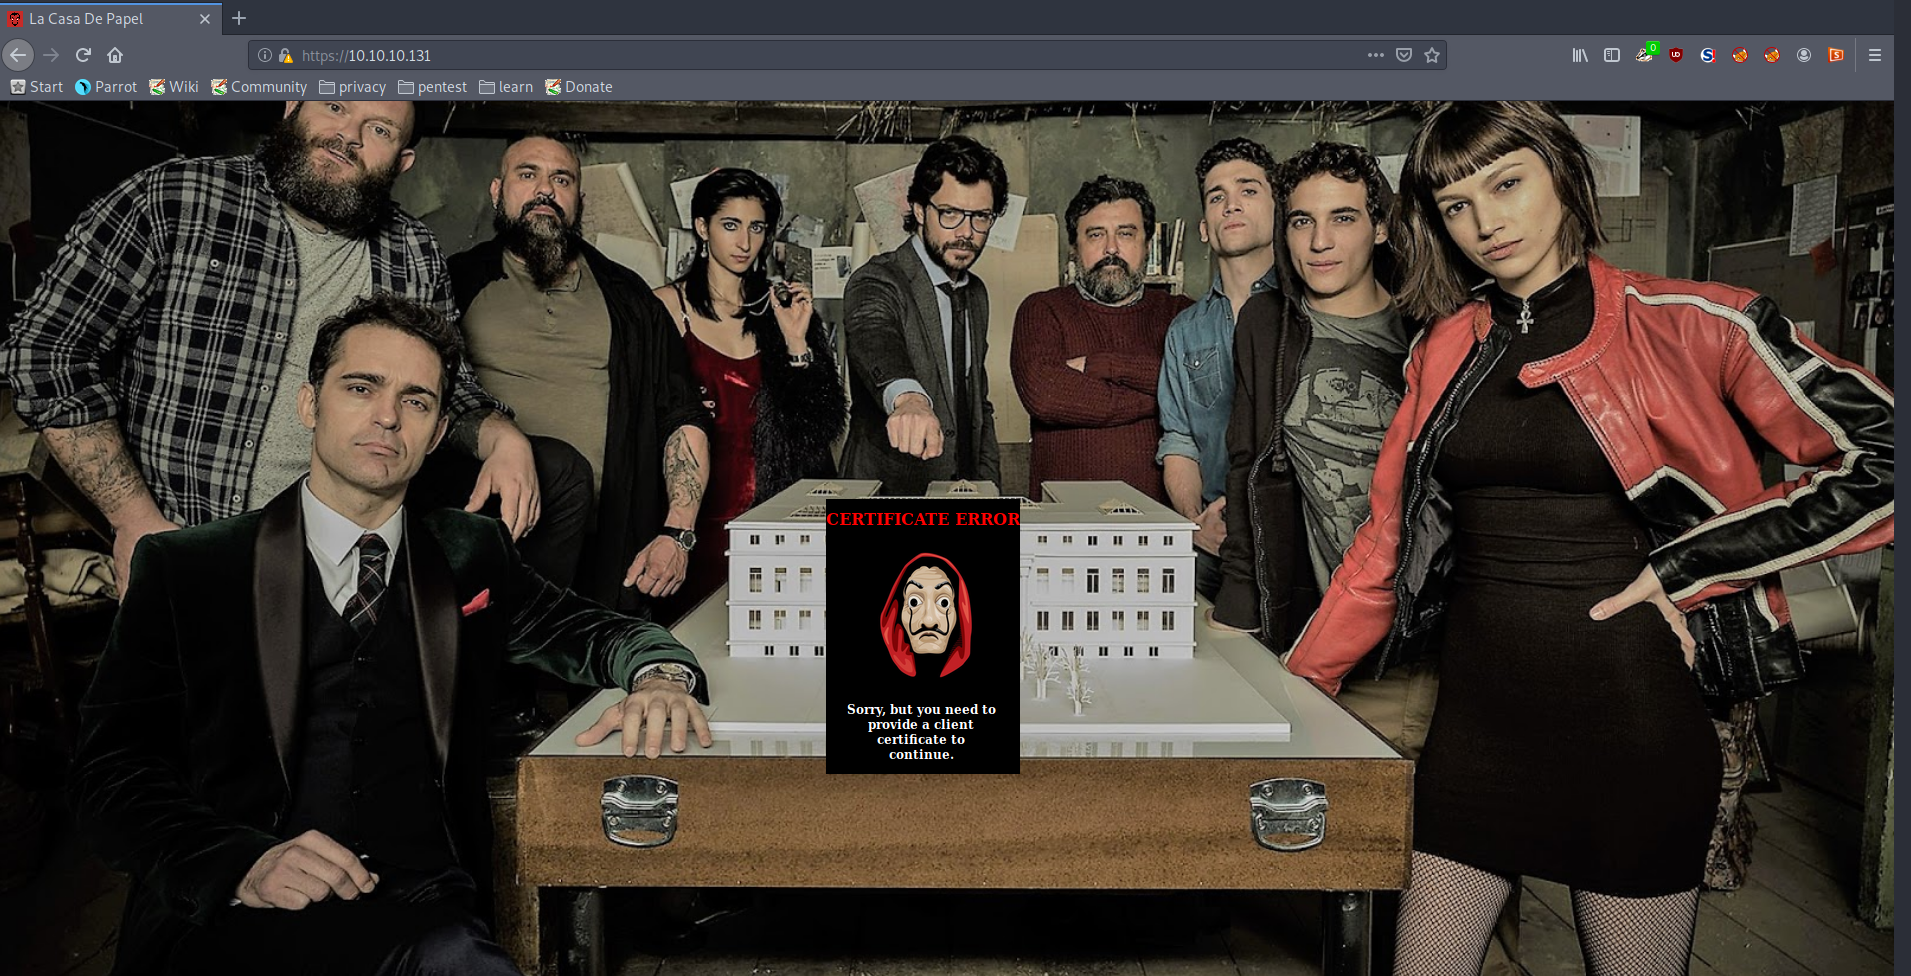 La Casa De Papel
https://10.10.10.131
0
Start Parrot Wiki Community privacy pentest learn Donate
CERTIFICATE ERROR
Sorry, but you need to
provide a client
certificate to
continue.